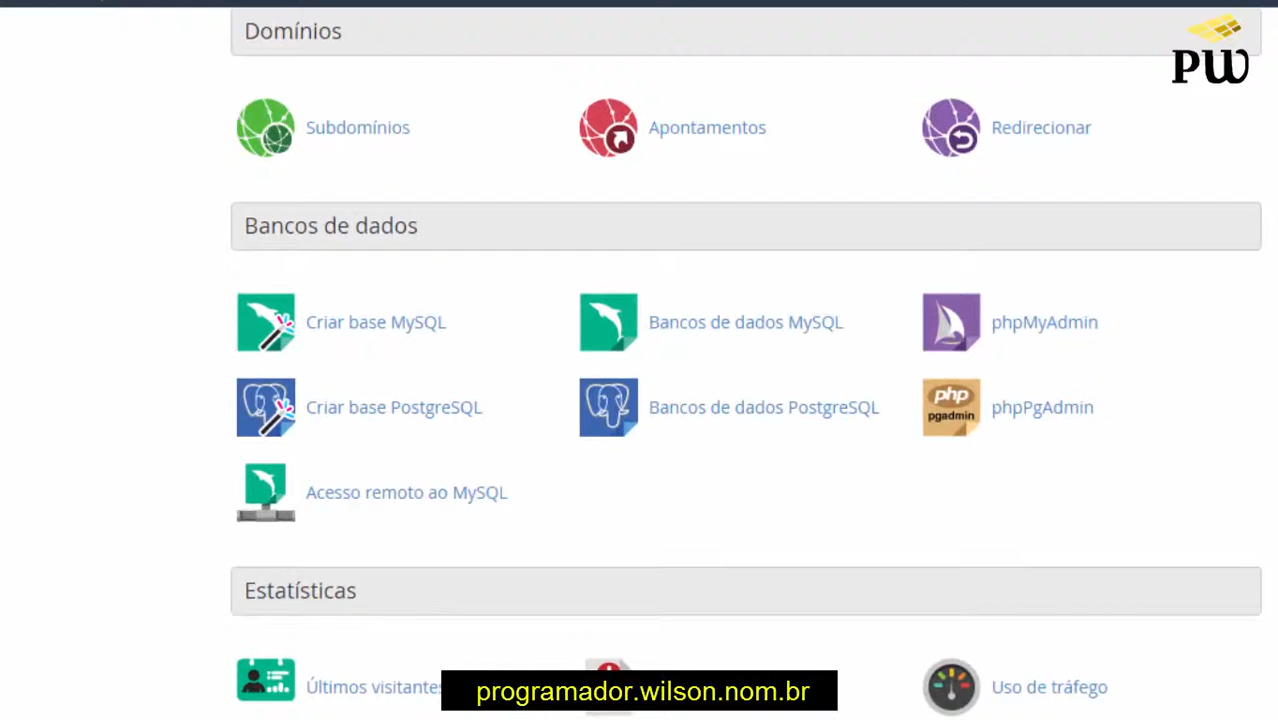 Domínios
PW
Subdomínios
Apontamentos
Redirecionar
Bancos de dados
Criar base MySQL
Bancos de dados MySQL
phpMyAdmin
Criar base PostgreSQL
Bancos de dados PostgreSQL
php
pgadmin
phpPgAdmin
Acesso remoto ao MySQL
Estatísticas
Últimos visitantes
programador.wilson.nom.br
Uso de tráfego